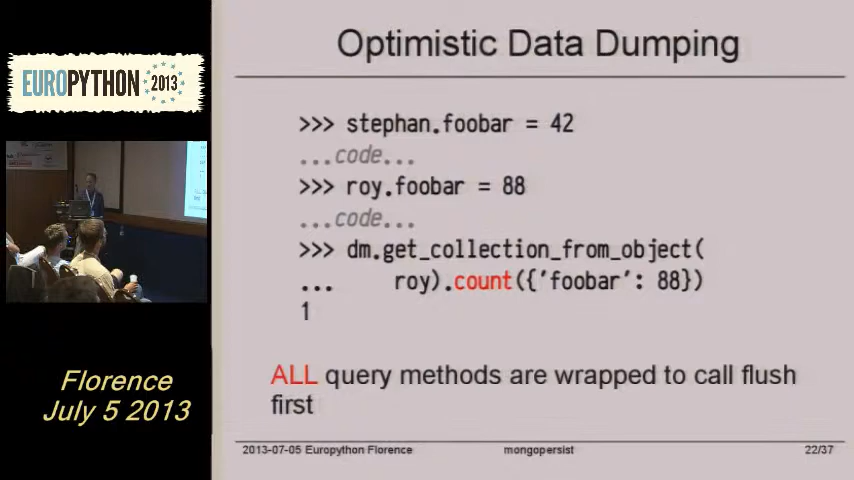 EUROPYTHON 2013
Florence
July 5 2013
Optimistic Data Dumping
>>> stephan.foobar = 42
...code...
>>> roy.foobar = 88
...code...
>>> dm.get_collection_from_object(
... roy).count({'foobar': 88})
1
ALL query methods are wrapped to call flush
first
2013-07-05 Europython Florence mongopersist 22/37